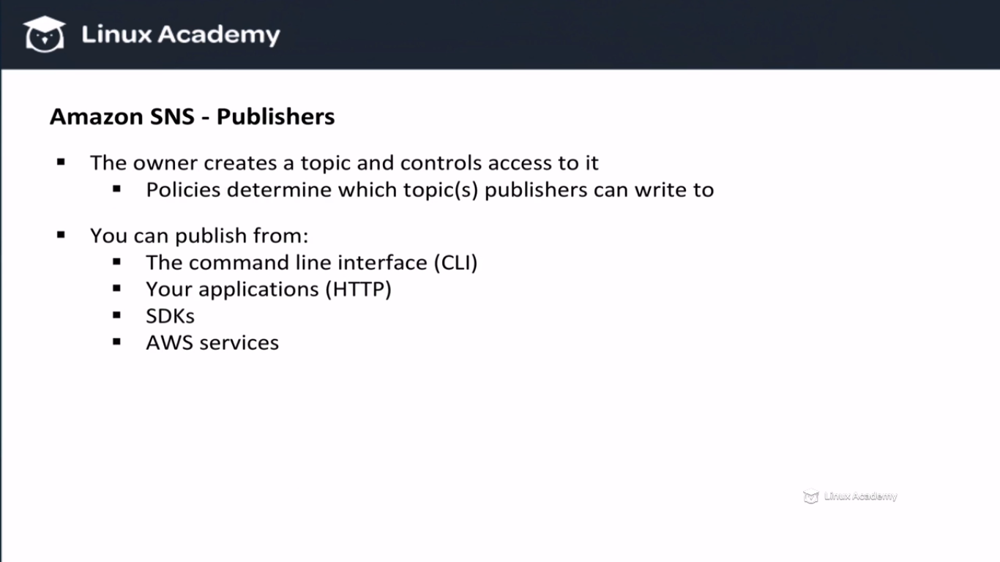 Linux Academy
Amazon SNS - Publishers
▪ The owner creates a topic and controls access to it
▪ Policies determine which topic(s) publishers can write to
▪ You can publish from:
▪ The command line interface (CLI)
▪ Your applications (HTTP)
▪ SDKs
▪ AWS services
Linux Academy